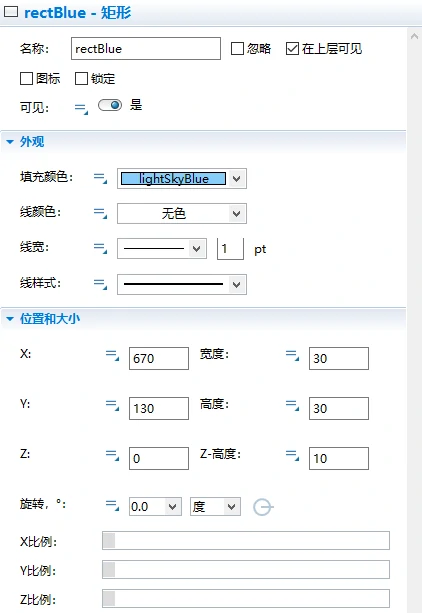 rectBlue - 矩形
名称: rectBlue 忽略 在上层可见
图标 锁定
可见: 是
外观
填充颜色: lightSkyBlue
线颜色: 无色
线宽: 1 pt
线样式:
位置和大小
X: 670 宽度: 30
Y: 130 高度: 30
Z: 0 Z-高度: 10
旋转, °: 0.0 度
X比例:
Y比例:
Z比例: